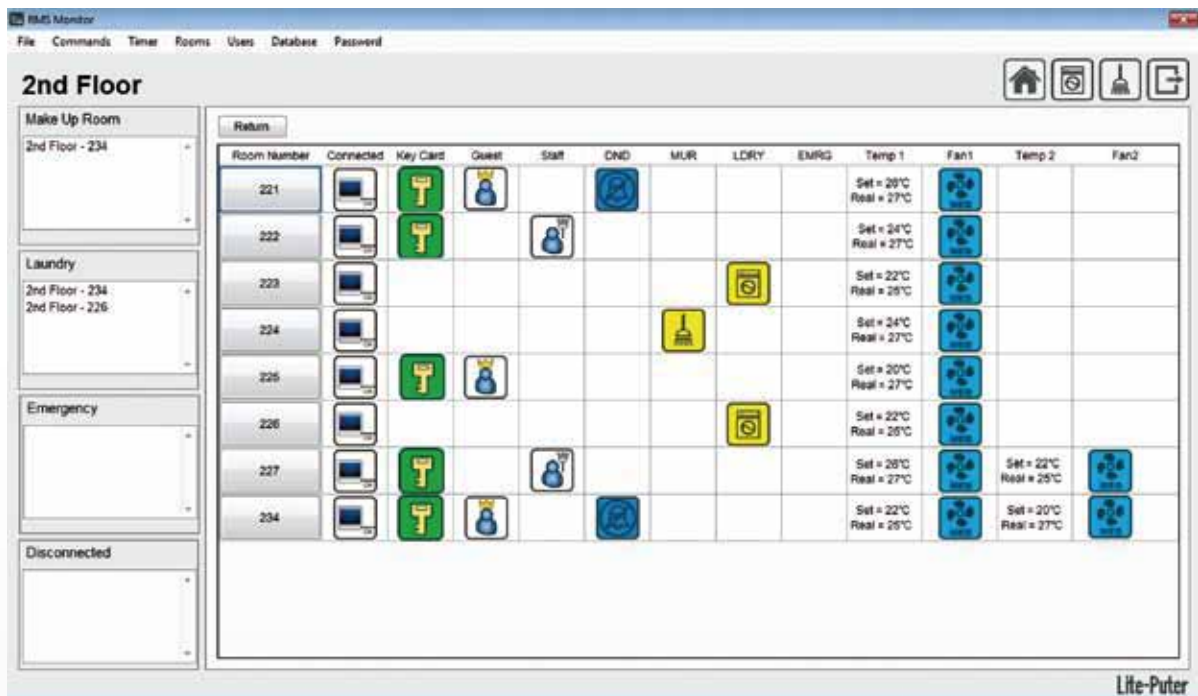 RMS Monitor
File Commands Timer Rooms Users Database Password
2nd Floor
Make Up Room
2nd Floor - 234
Laundry
2nd Floor - 234
2nd Floor - 226
Emergency
Disconnected
Return
Room Number Connected Key Card Guest Staff DND MUR LDRY EMRG Temp 1 Fan1 Temp 2 Fan2
221 Set = 26°C
Real = 27°C
222 Set = 24°C
Real = 27°C
223 Set = 22°C
Real = 25°C
224 Set = 24°C
Real = 27°C
225 Set = 20°C
Real = 27°C
226 Set = 22°C
Real = 25°C
227 Set = 26°C Set = 22°C
Real = 27°C Real = 25°C
234 Set = 22°C Set = 20°C
Real = 25°C Real = 27°C
Lite-Puter